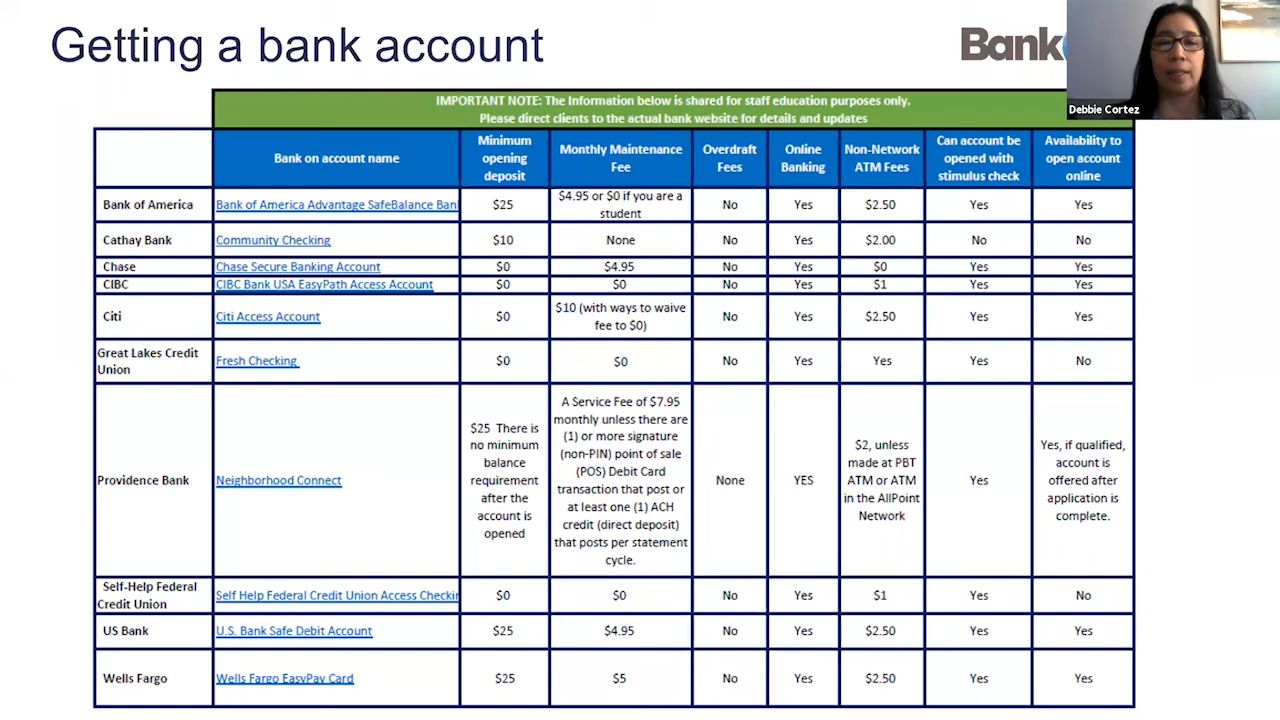 Getting a bank account
Bank
Debbie Cortez
IMPORTANT NOTE: The Information below is shared for staff education purposes only.
Please direct clients to the actual bank website for details and updates
Bank on account name
Minimum
opening
deposit
Monthly Maintenance
Fee
Overdraft
Fees
Online
Banking
Non-Network
ATM Fees
Can account be
opened with
stimulus check
Availability to
open account
online
Bank of America
Bank of America Advantage SafeBalance Ban
$25
$4.95 or $0 if you are a
student
No
Yes
$2.50
Yes
Yes
Cathay Bank
Community Checking
$10
None
No
Yes
$2.00
No
No
Chase
Chase Secure Banking Account
$0
$4.95
No
Yes
$0
Yes
Yes
CIBC
CIBC Bank USA EasyPath Access Account
$0
$0
No
Yes
$1
Yes
Yes
Citi
Citi Access Account
$0
$10 (with ways to waive
fee to $0)
No
Yes
$2.50
Yes
Yes
Great Lakes Credit
Union
Fresh Checking
$0
$0
No
Yes
Yes
Yes
No
Providence Bank
Neighborhood Connect
$25 There is
no minimum
balance
requirement
after the
account is
opened
A Service Fee of $7.95
monthly unless there are
(1) or more signature
(non-PIN) point of sale
(POS) Debit Card
transaction that post or
at least one (1) ACH
credit (direct deposit)
that posts per statement
cycle.
None
YES
$2, unless
made at PBT
ATM or ATM
in the AllPoint
Network
Yes
Yes, if qualified,
account is
offered after
application is
complete.
Self-Help Federal
Credit Union
Self Help Federal Credit Union Access Checkin
$0
$0
No
Yes
$1
Yes
No
US Bank
U.S. Bank Safe Debit Account
$25
$4.95
No
Yes
$2.50
Yes
Yes
Wells Fargo
Wells Fargo EasyPay Card
$25
$5
No
Yes
$2.50
Yes
Yes